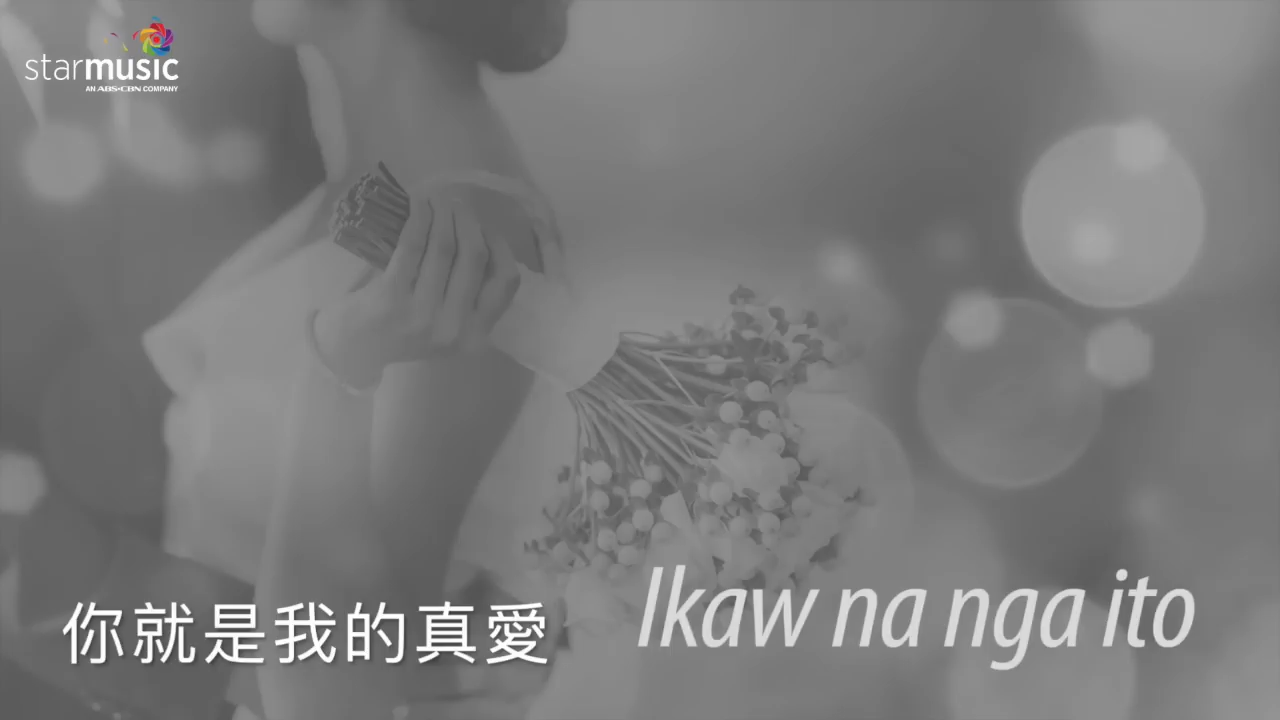 starmusic
AN ABS-CBN COMPANY
你就是我的真愛
Ikaw na nga ito